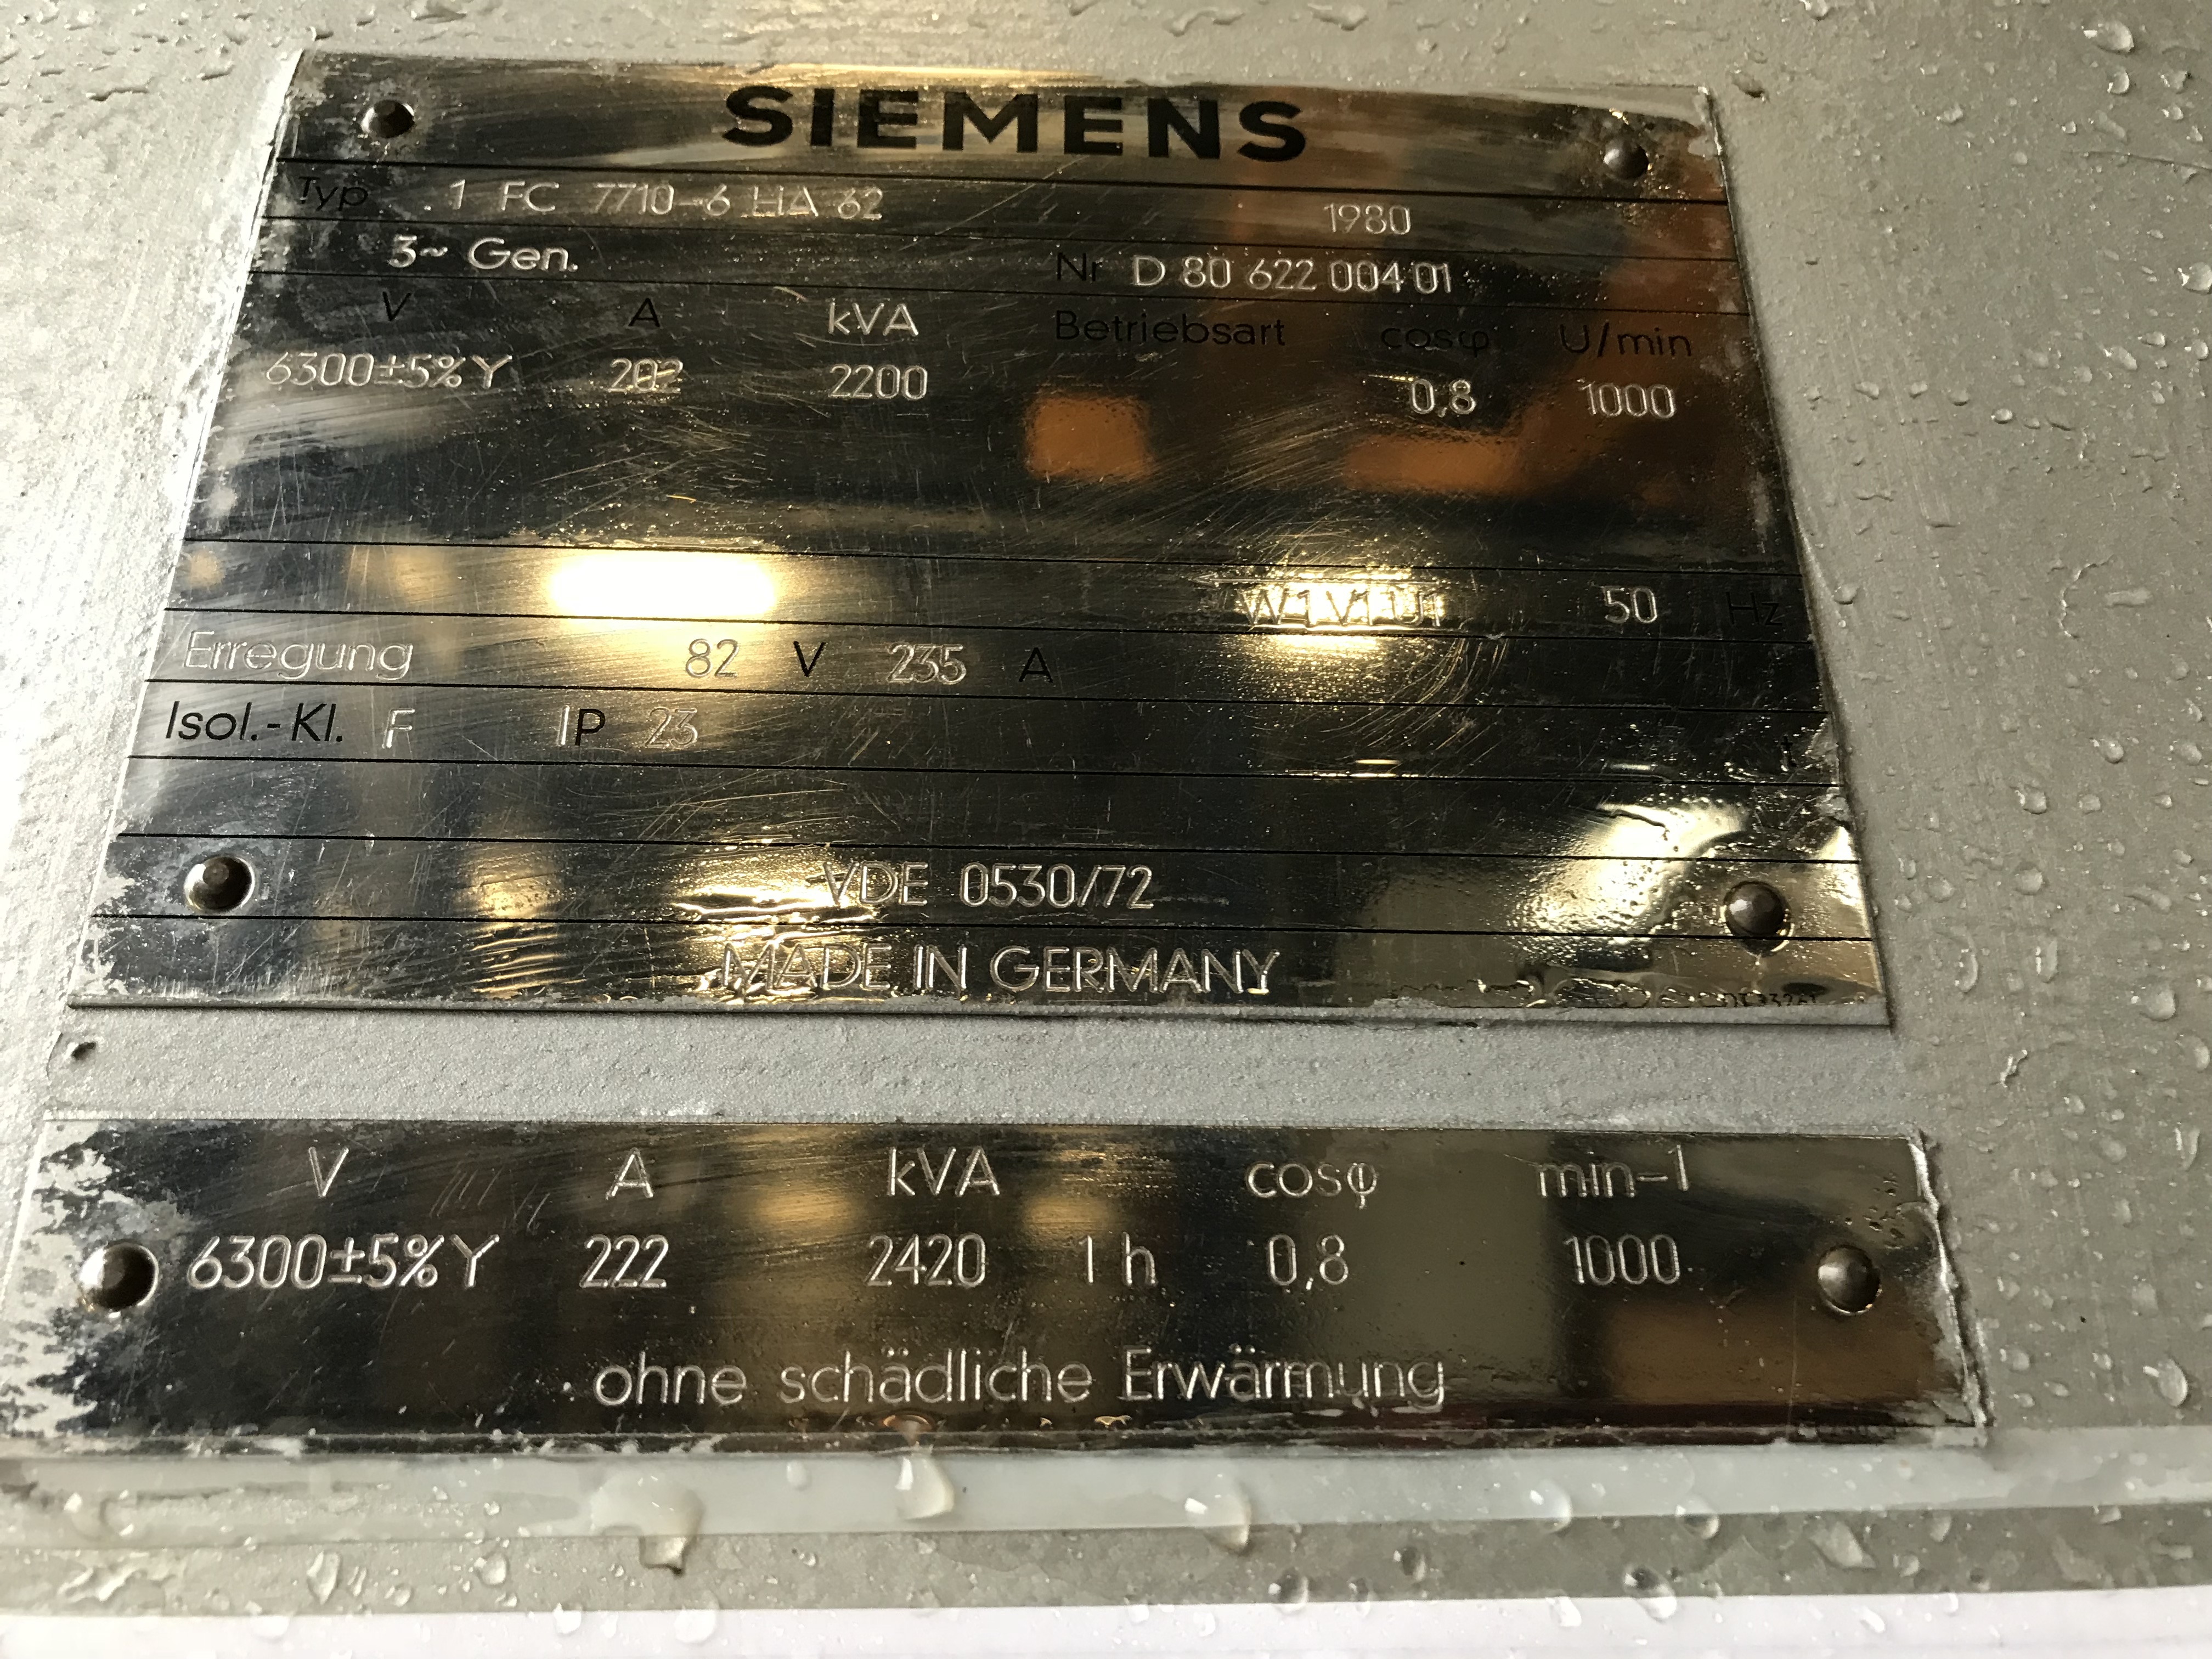 SIEMENS
Typ 1 FC 7710-6 HA 62 1980
3~ Gen. Nr D 80 622 004 01
V A kVA Betriebsart cosφ U/min
6300±5% Y 202 2200 0,8 1000
W1 V1 U1 50 Hz
Erregung 82 V 235 A
Isol.-Kl. F IP 23 t
VDE 0530/72
MADE IN GERMANY
V A kVA cosφ min-1
6300±5% Y 222 2420 1 h 0,8 1000
ohne schädliche Erwärmung